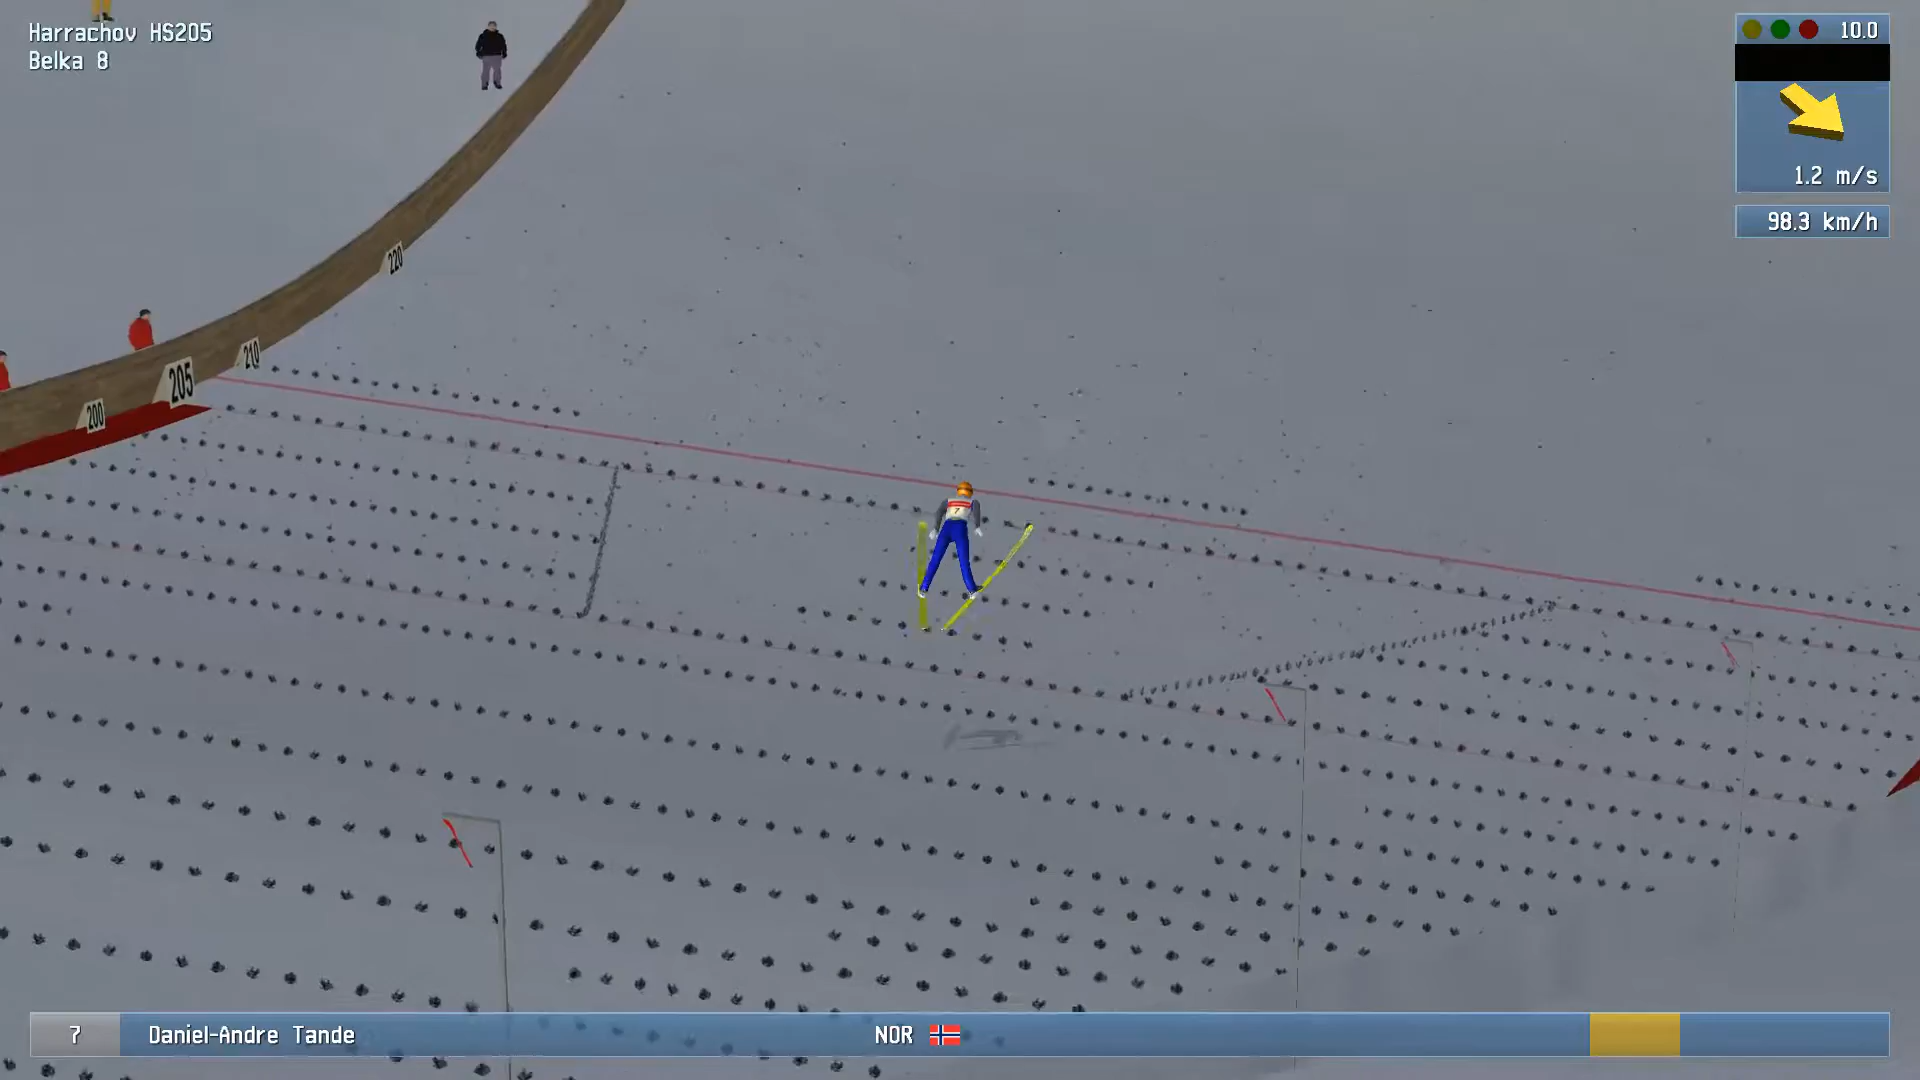 Harrachov HS205
Belka 8
10.0
1.2 m/s
98.3 km/h
220
210
205
200
7
7 Daniel-Andre Tande NOR